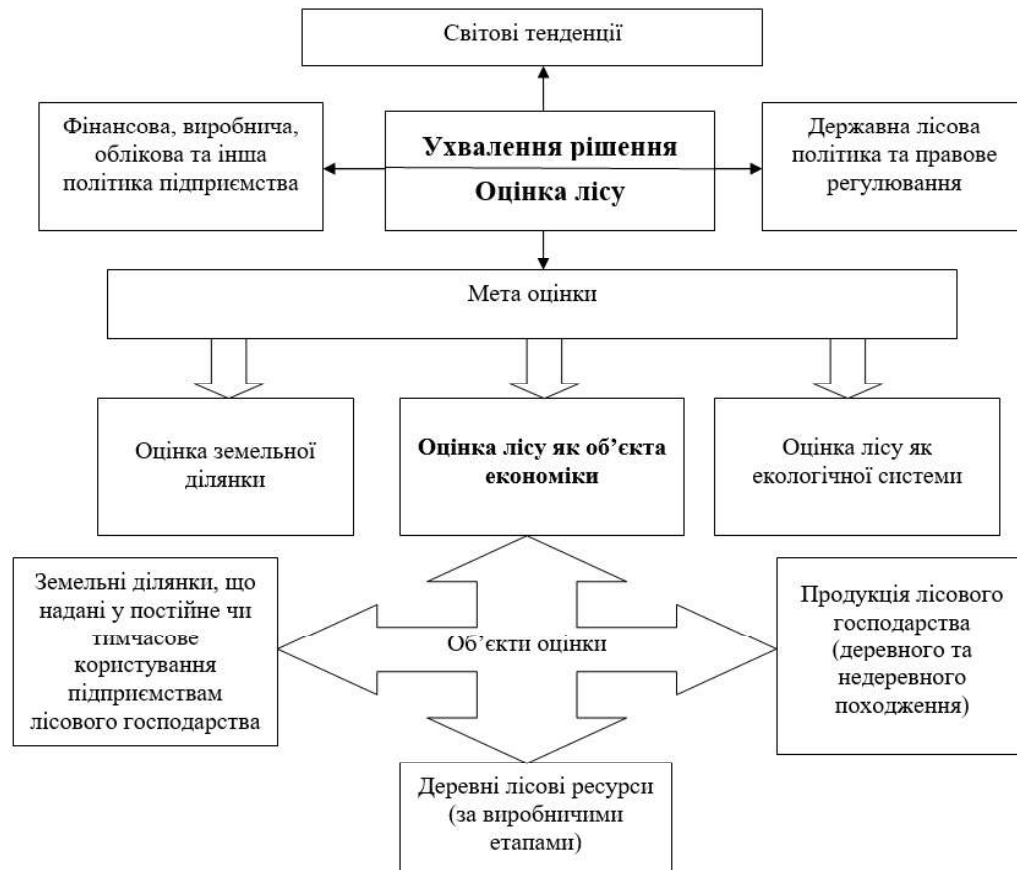 Світові тенденції
Фінансова, виробнича,
облікова та інша
політика підприємства
Ухвалення рішення
Оцінка лісу
Державна лісова
політика та правове
регулювання
Мета оцінки
Оцінка земельної
ділянки
Оцінка лісу як об’єкта
економіки
Оцінка лісу як
екологічної системи
Земельні ділянки, що
надані у постійне чи
тимчасове
користування
підприємствам
лісового господарства
Об’єкти оцінки
Продукція лісового
господарства
(деревного та
недеревного
походження)
Деревні лісові ресурси
(за виробничими
етапами)